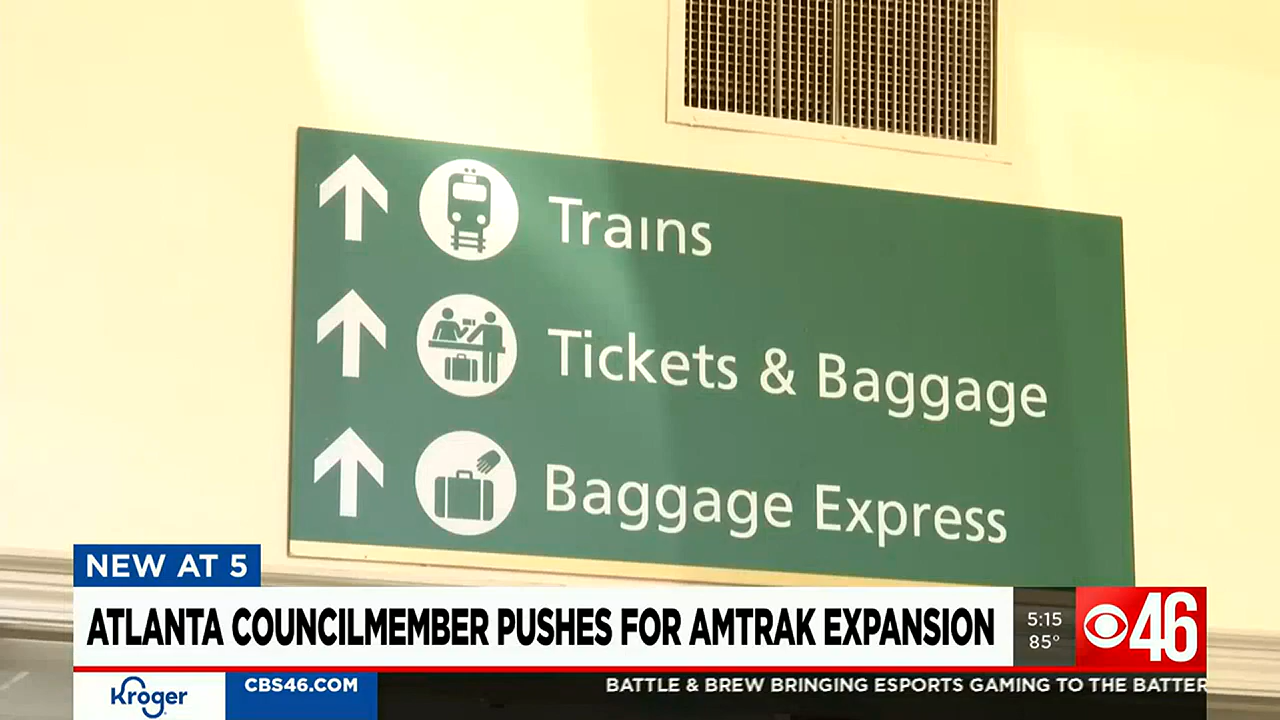 Trains
Tickets & Baggage
Baggage Express
NEW AT 5
ATLANTA COUNCILMEMBER PUSHES FOR AMTRAK EXPANSION
5:15
85°
46
Kroger
CBS46.COM
BATTLE & BREW BRINGING ESPORTS GAMING TO THE BATTER